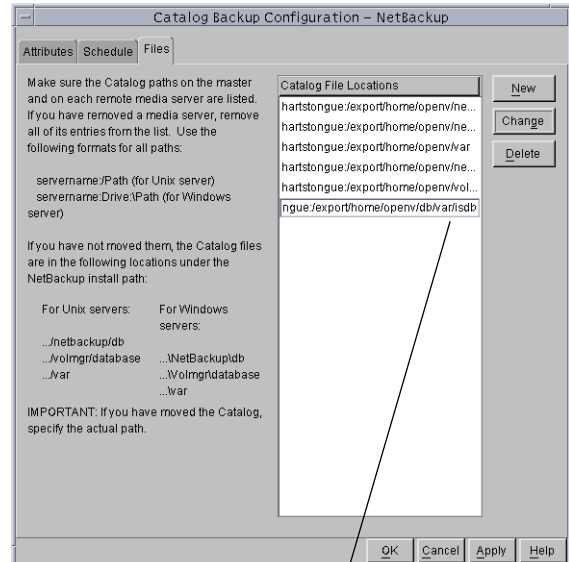 Catalog Backup Configuration – NetBackup
Attributes Schedule Files
Make sure the Catalog paths on the master
and on each remote media server are listed.
If you have removed a media server, remove
all of its entries from the list. Use the
following formats for all paths:
servername:/Path (for Unix server)
servername:Drive:\Path (for Windows
server)
If you have not moved them, the Catalog files
are in the following locations under the
NetBackup install path:
For Unix servers: For Windows
servers:
.../netbackup/db
.../volmgr/database ...\NetBackup\db
.../var ...\Volmgr\database
...\var
IMPORTANT: If you have moved the Catalog,
specify the actual path.
Catalog File Locations
hartstongue:/export/home/openv/ne...
hartstongue:/export/home/openv/ne...
hartstongue:/export/home/openv/var
hartstongue:/export/home/openv/ne...
hartstongue:/export/home/openv/vol...
ngue:/export/home/openv/db/var/isdb
New
Change
Delete
OK Cancel Apply Help